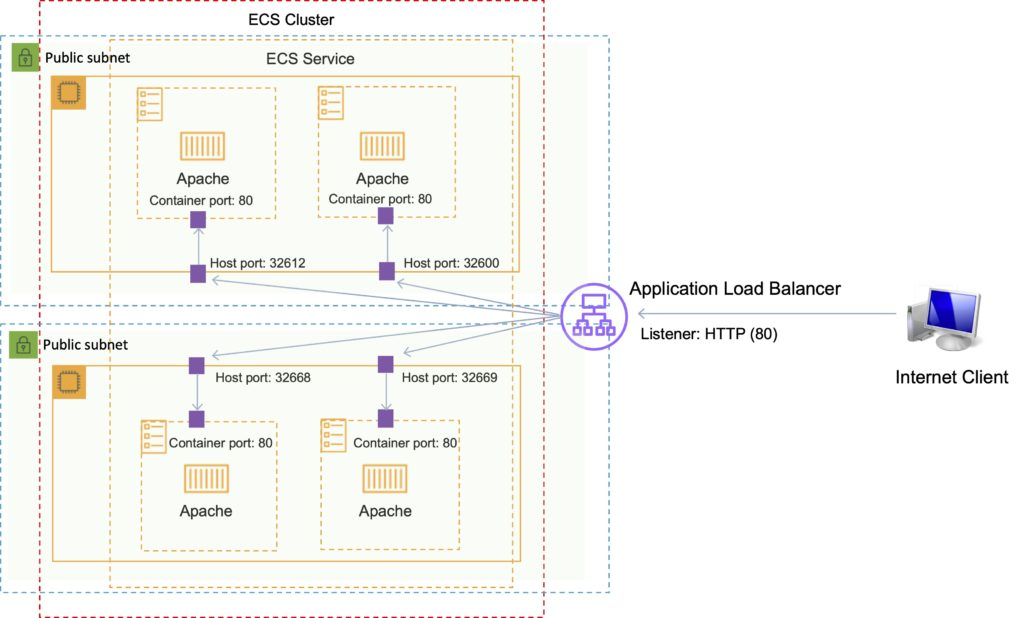 ECS Cluster
Public subnet
ECS Service
Apache
Container port: 80
Apache
Container port: 80
Host port: 32612
Host port: 32600
Application Load Balancer
Listener: HTTP (80)
Internet Client
Public subnet
Host port: 32668
Host port: 32669
Container port: 80
Apache
Container port: 80
Apache